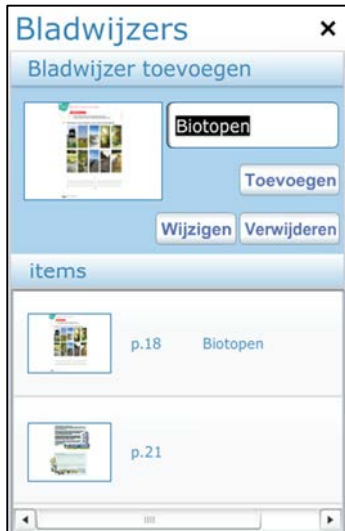 Bladwijzers
Bladwijzer toevoegen
Biotopen
Toevoegen
Wijzigen Verwijderen
items
p.18 Biotopen
p.21